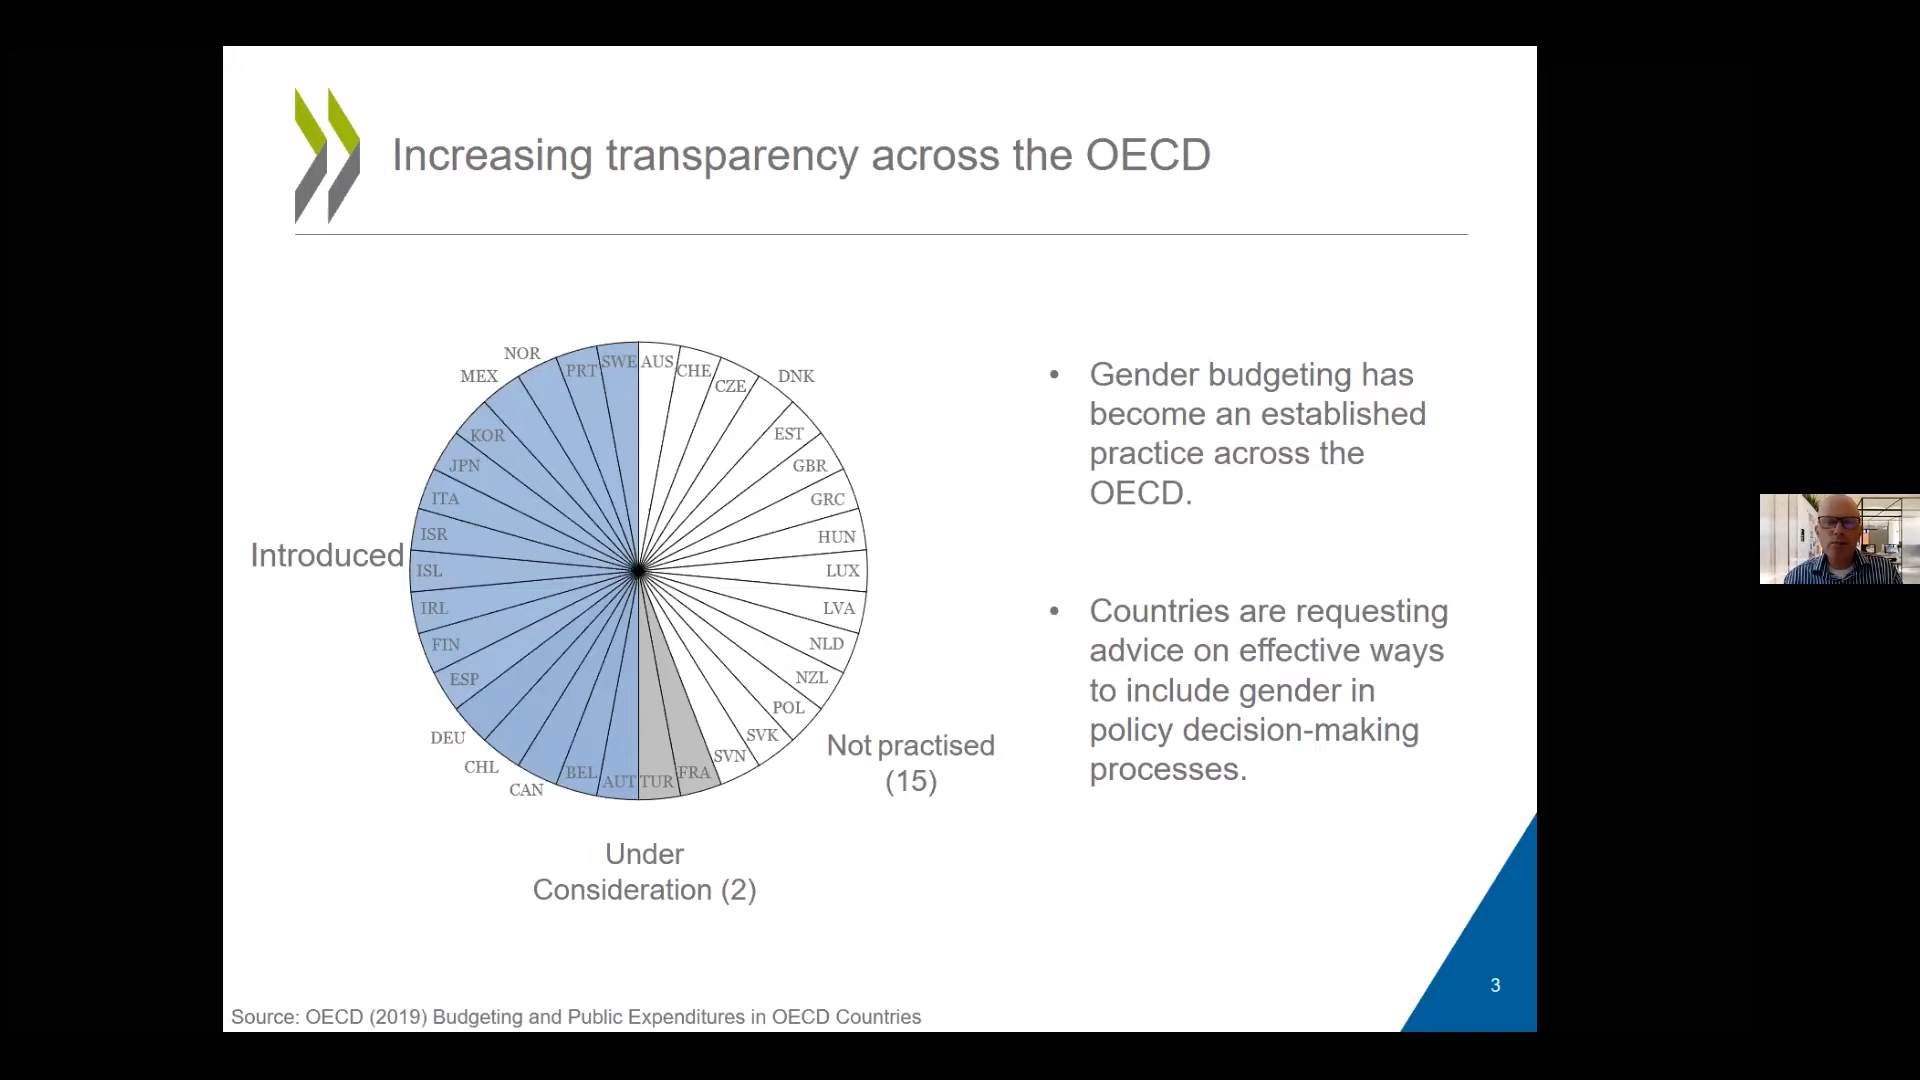 Increasing transparency across the OECD
NOR
MEX
PRT
SWE
AUS
CHE
CZE
DNK
KOR
EST
JPN
GBR
ITA
GRC
ISR
HUN
Introduced
ISL
LUX
IRL
LVA
FIN
NLD
ESP
NZL
POL
DEU
SVK
CHL
SVN
CAN
BEL
AUT
TUR
FRA
Not practised
(15)
Under
Consideration (2)
• Gender budgeting has
become an established
practice across the
OECD.
• Countries are requesting
advice on effective ways
to include gender in
policy decision-making
processes.
3
Source: OECD (2019) Budgeting and Public Expenditures in OECD Countries